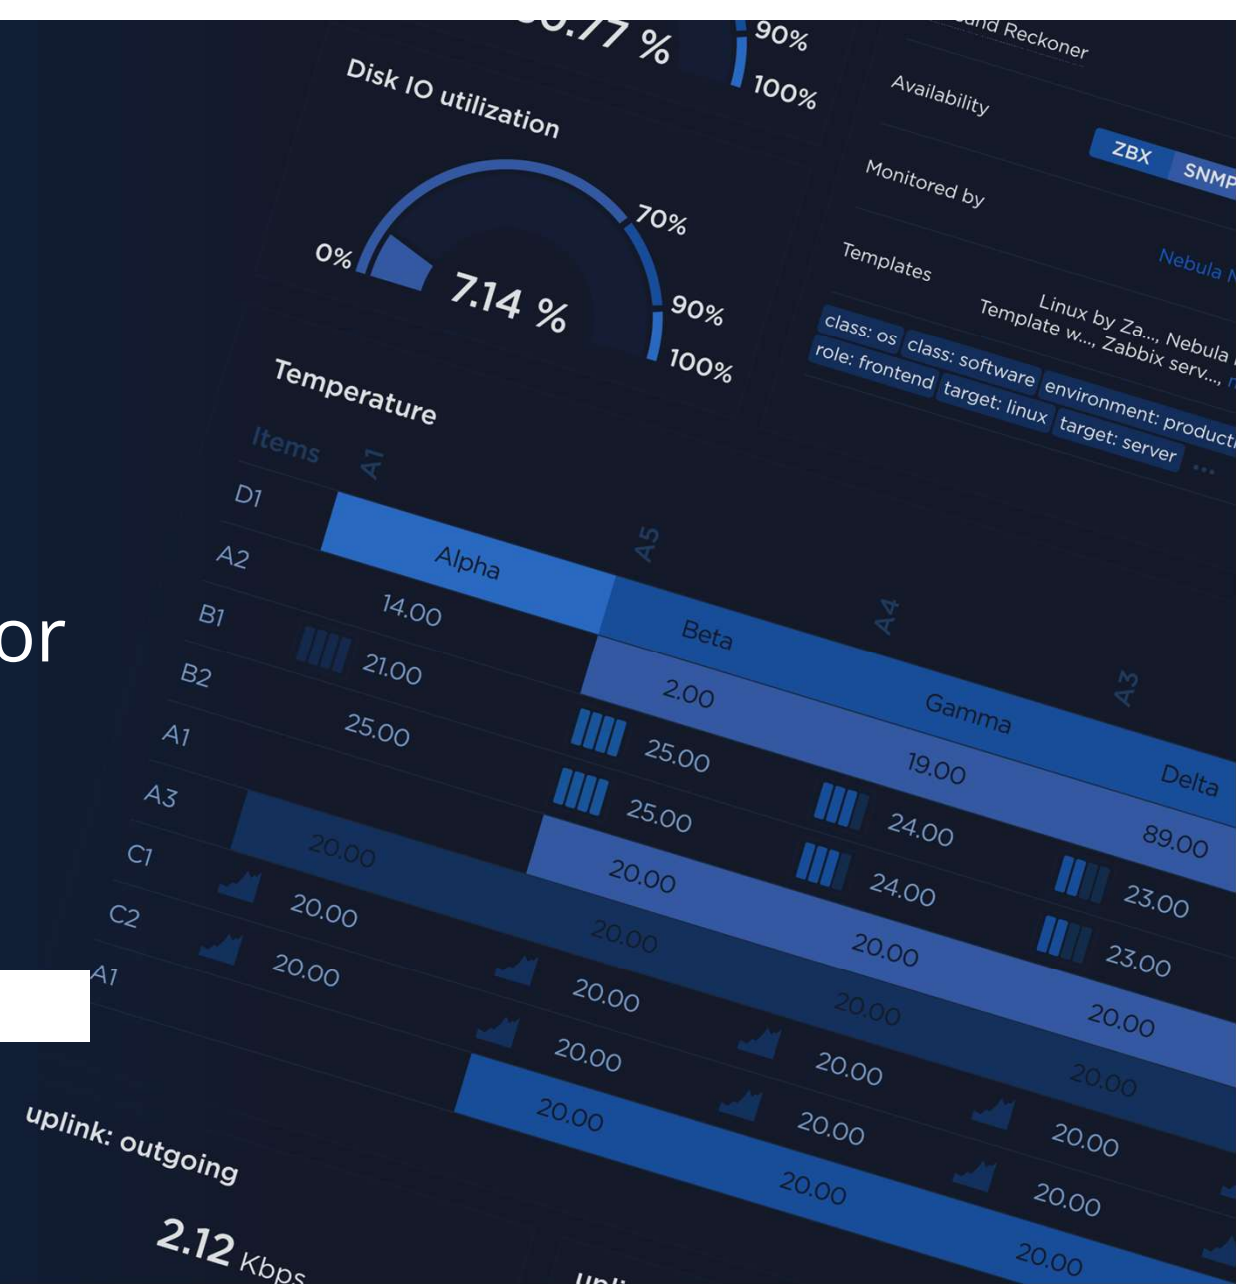 or
%
90%
100%
Disk IO utilization
0%
70%
90%
100%
7.14 %
Reckoner
Availability
ZBX SNMP
Monitored by
Nebula
Templates
Linux by Za..., Nebula
Template w..., Zabbix serv...,
class: os class: software environment:
role: frontend target: linux target: server ...
Temperature
Items A1 A5 A4 A3
D1 Alpha Beta Gamma Delta
A2 14.00 2.00 19.00 89.00
B1 21.00 25.00 24.00 23.00
B2 25.00 25.00 24.00 23.00
A1 20.00 20.00 20.00
A3 20.00 20.00 20.00 20.00
C1 20.00 20.00 20.00 20.00
C2 20.00 20.00 20.00 20.00
A1 20.00 20.00 20.00
uplink: outgoing
2.12 Kbps